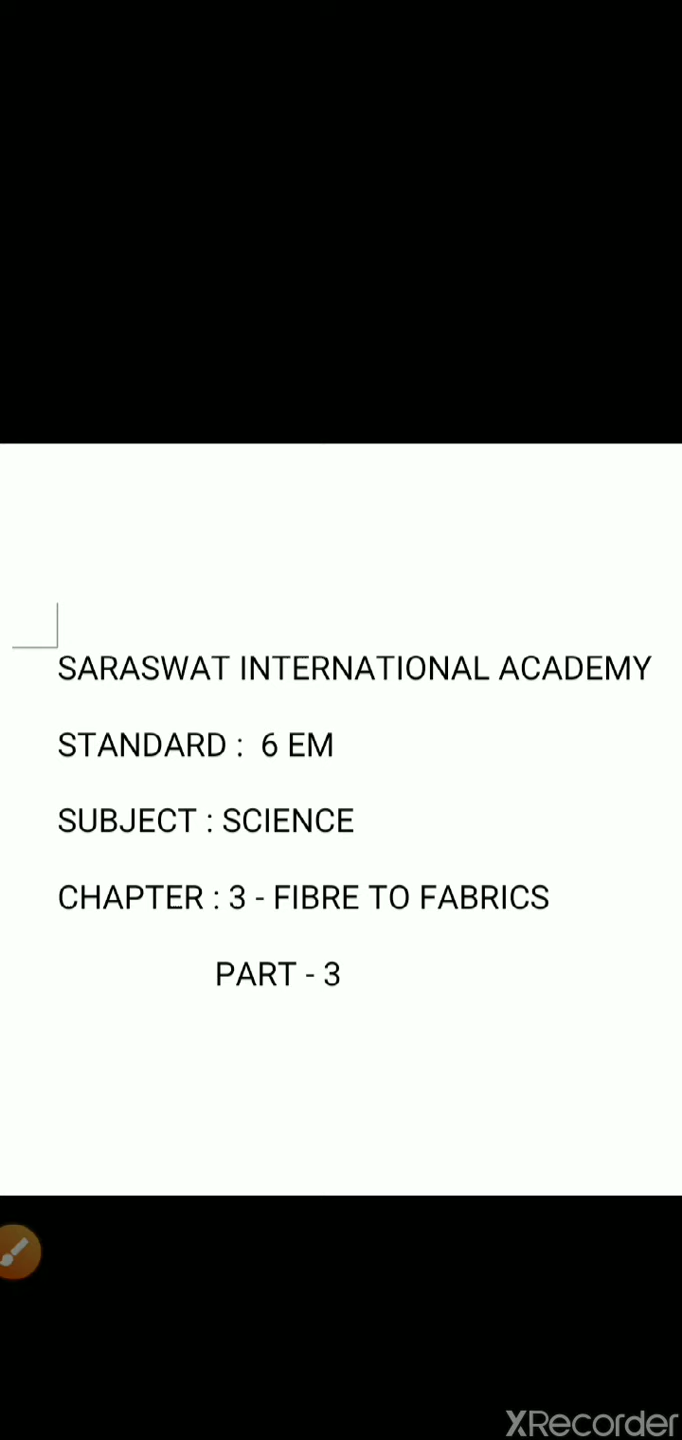 SARASWAT INTERNATIONAL ACADEMY
STANDARD : 6 EM
SUBJECT : SCIENCE
CHAPTER : 3 - FIBRE TO FABRICS
PART - 3
XRecorder